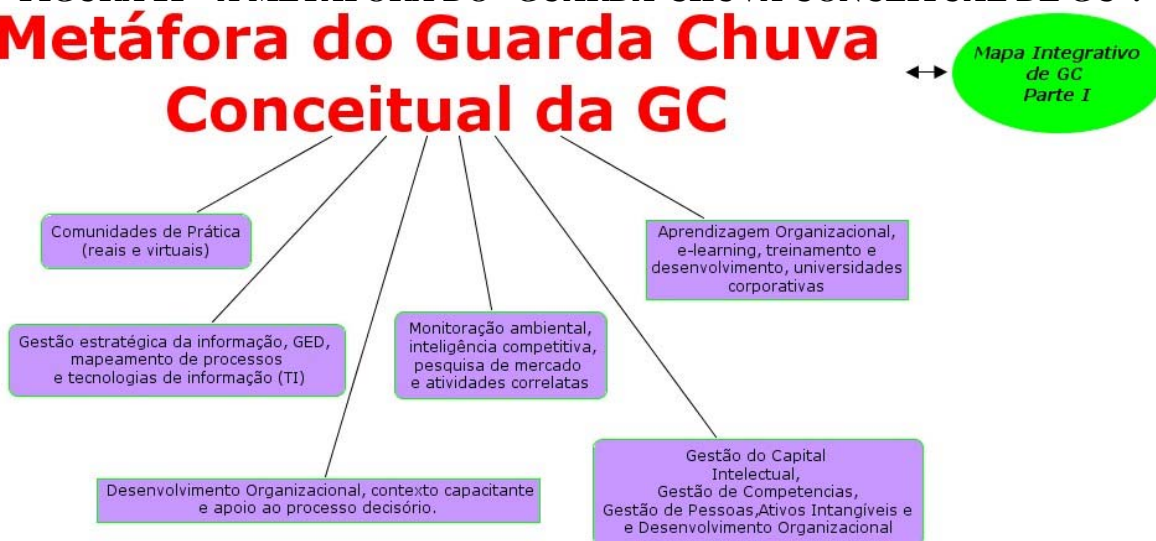 Metáfora do Guarda Chuva
Conceitual da GC
Mapa Integrativo
de GC
Parte I
Comunidades de Prática
(reais e virtuais)
Aprendizagem Organizacional,
e-learning, treinamento e
desenvolvimento, universidades
corporativas
Gestão estratégica da informação, GED,
mapeamento de processos
e tecnologias de informação (TI)
Monitoração ambiental,
inteligência competitiva,
pesquisa de mercado
e atividades correlatas
Desenvolvimento Organizacional, contexto capacitante
e apoio ao processo decisório.
Gestão do Capital
Intelectual,
Gestão de Competencias,
Gestão de Pessoas,Ativos Intangíveis e
e Desenvolvimento Organizacional